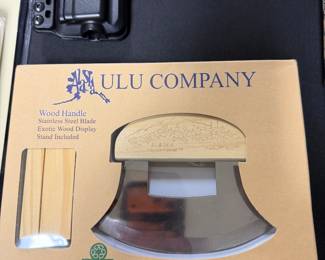 ULU COMPANY
Wood Handle
Stainless Steel Blade
Exotic Wood Display
Stand Included